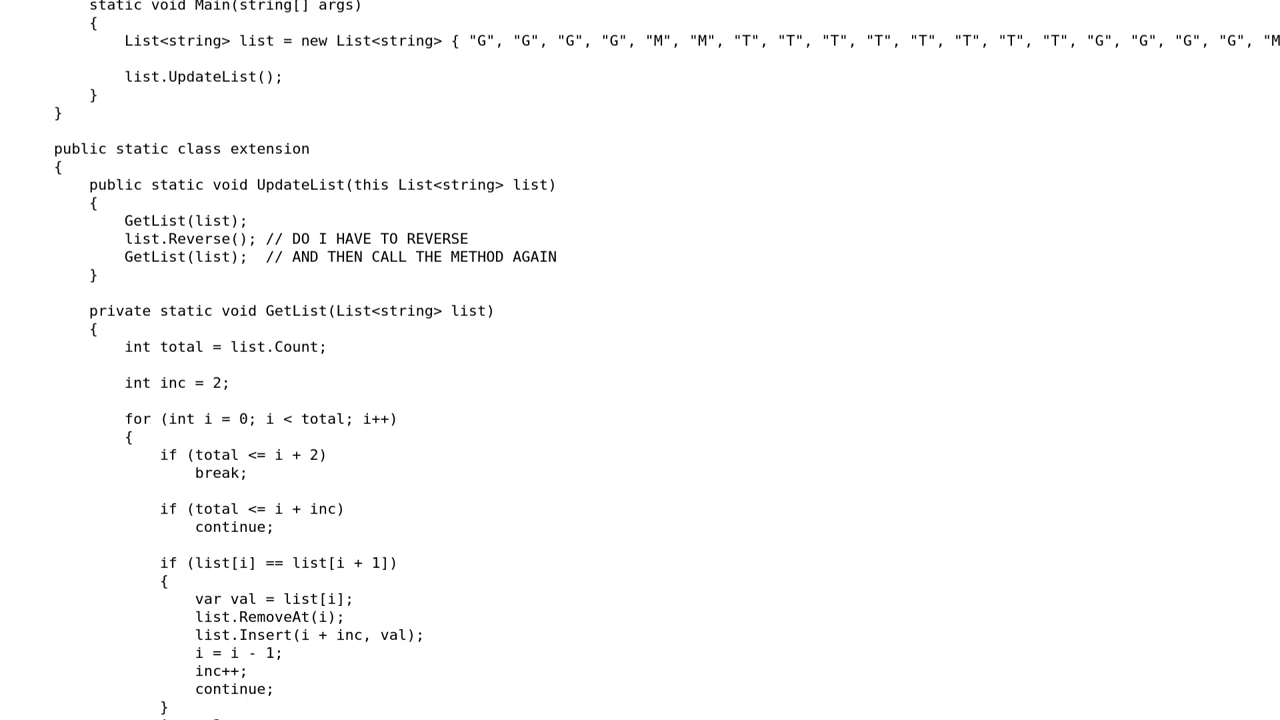 static void Main(string[] args)
{
List<string> list = new List<string> { "G", "G", "G", "G", "M", "M", "T", "T", "T", "T", "T", "T", "T", "T", "G", "G", "G", "G", "M
list.UpdateList();
}
}
public static class extension
{
public static void UpdateList(this List<string> list)
{
GetList(list);
list.Reverse(); // DO I HAVE TO REVERSE
GetList(list);  // AND THEN CALL THE METHOD AGAIN
}
private static void GetList(List<string> list)
{
int total = list.Count;
int inc = 2;
for (int i = 0; i < total; i++)
{
if (total <= i + 2)
break;
if (total <= i + inc)
continue;
if (list[i] == list[i + 1])
{
var val = list[i];
list.RemoveAt(i);
list.Insert(i + inc, val);
i = i - 1;
inc++;
continue;
}